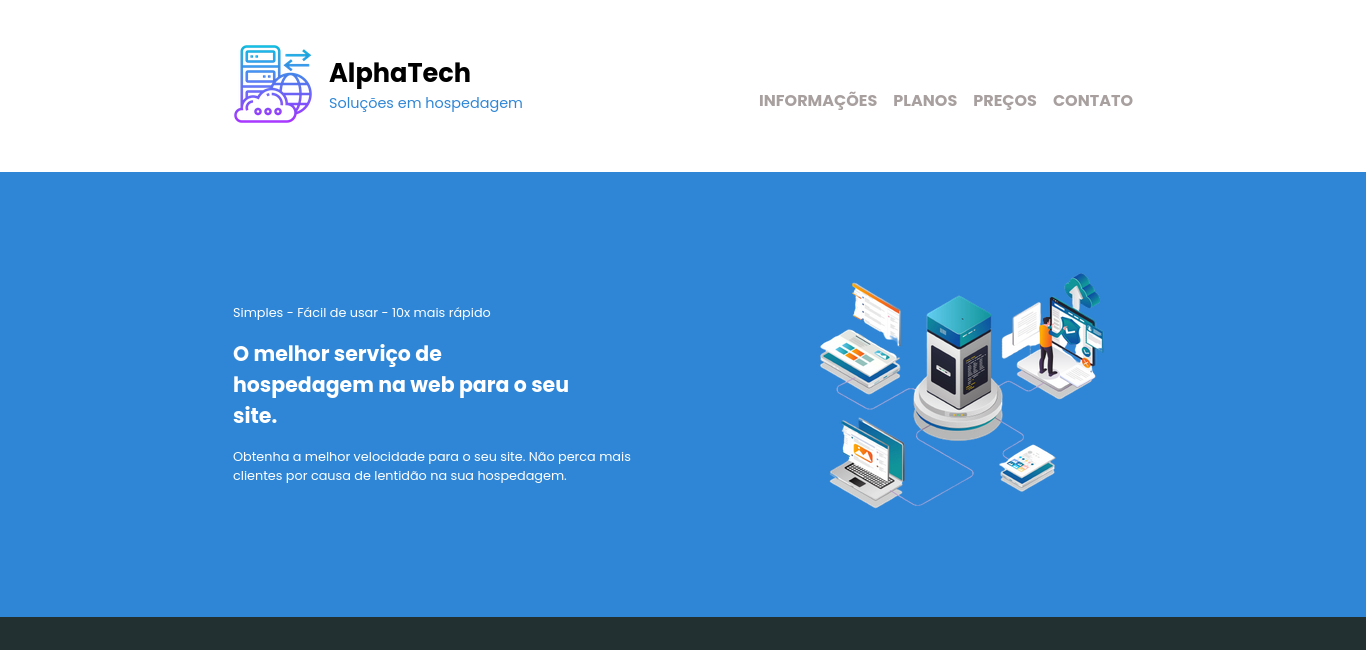 AlphaTech
Soluções em hospedagem
INFORMAÇÕES PLANOS PREÇOS CONTATO
Simples - Fácil de usar - 10x mais rápido
O melhor serviço de
hospedagem na web para o seu
site.
Obtenha a melhor velocidade para o seu site. Não perca mais
clientes por causa de lentidão na sua hospedagem.